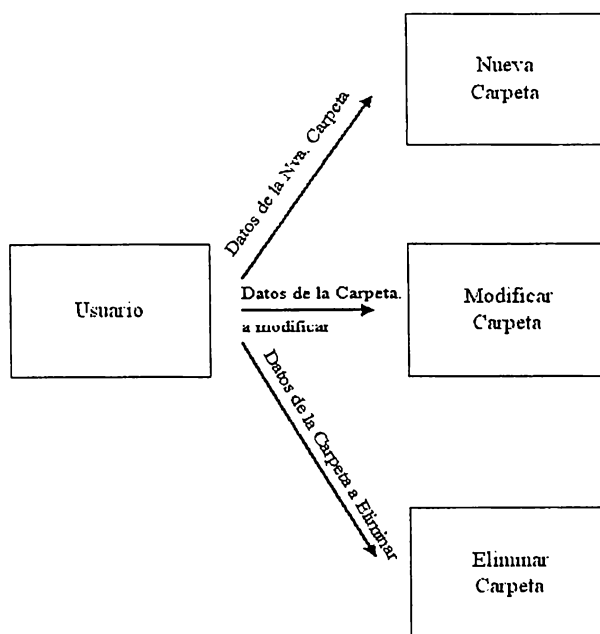 Nueva
Carpeta
Datos de la Nva. Carpeta
Usuario
Datos de la Carpeta.
a modificar
Modificar
Carpeta
Datos de la Carpeta a Eliminar
Eliminar
Carpeta